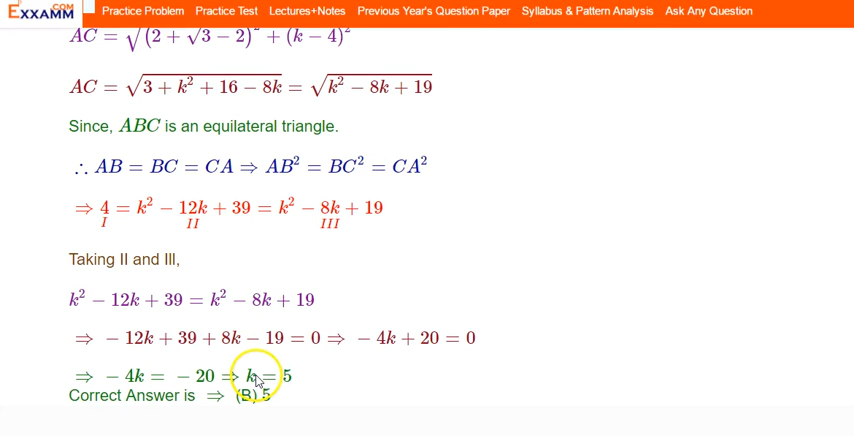 EXXAMM .COM Practice Problem Practice Test Lectures+Notes Previous Year's Question Paper Syllabus & Pattern Analysis Ask Any Question
AC = √(2 + √3 − 2)² + (k − 4)²
AC = √3 + k² + 16 − 8k = √k² − 8k + 19
Since, ABC is an equilateral triangle.
∴ AB = BC = CA ⇒ AB² = BC² = CA²
⇒ 4 = k² − 12k + 39 = k² − 8k + 19
I II III
Taking II and III,
k² − 12k + 39 = k² − 8k + 19
⇒ − 12k + 39 + 8k − 19 = 0 ⇒ − 4k + 20 = 0
⇒ − 4k = − 20 ⇒ k = 5
Correct Answer is ⇒ (B) 5